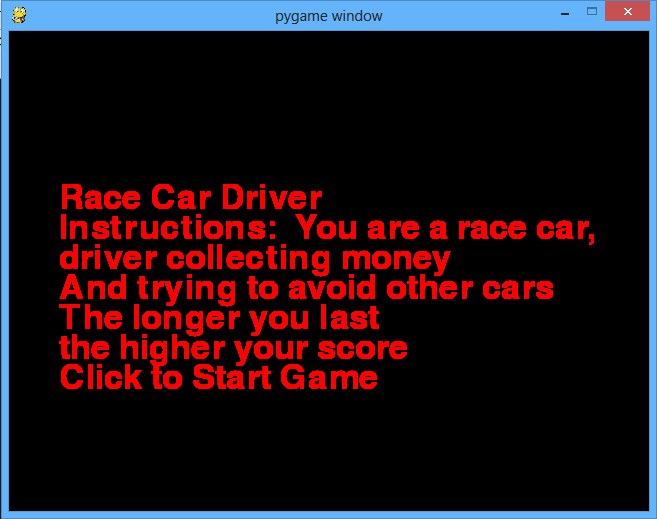 pygame window
Race Car Driver
Instructions:  You are a race car,
driver collecting money
And trying to avoid other cars
The longer you last
the higher your score
Click to Start Game